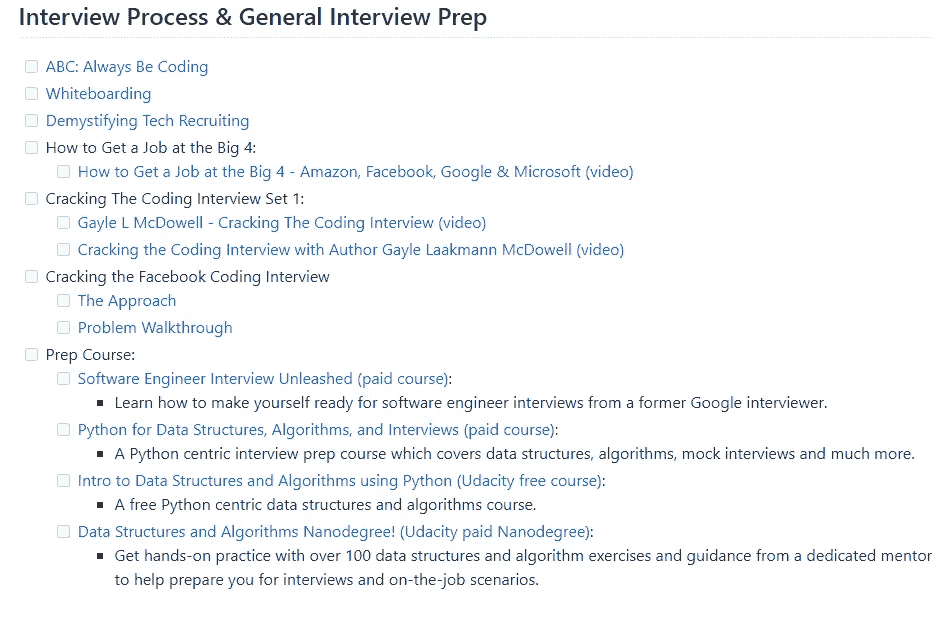 Interview Process & General Interview Prep
ABC: Always Be Coding
Whiteboarding
Demystifying Tech Recruiting
How to Get a Job at the Big 4:
How to Get a Job at the Big 4 - Amazon, Facebook, Google & Microsoft (video)
Cracking The Coding Interview Set 1:
Gayle L McDowell - Cracking The Coding Interview (video)
Cracking the Coding Interview with Author Gayle Laakmann McDowell (video)
Cracking the Facebook Coding Interview
The Approach
Problem Walkthrough
Prep Course:
Software Engineer Interview Unleashed (paid course):
Learn how to make yourself ready for software engineer interviews from a former Google interviewer.
Python for Data Structures, Algorithms, and Interviews (paid course):
A Python centric interview prep course which covers data structures, algorithms, mock interviews and much more.
Intro to Data Structures and Algorithms using Python (Udacity free course):
A free Python centric data structures and algorithms course.
Data Structures and Algorithms Nanodegree! (Udacity paid Nanodegree):
Get hands-on practice with over 100 data structures and algorithm exercises and guidance from a dedicated mentor
to help prepare you for interviews and on-the-job scenarios.